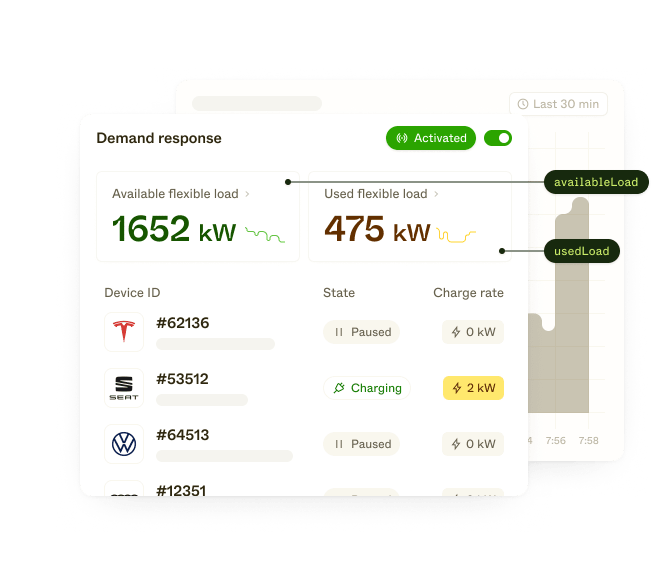 Last 30 min
Demand response
Activated
Available flexible load
Used flexible load
availableLoad
1652 kW
475 kW
usedLoad
Device ID
State
Charge rate
#62136
Paused
0 kW
#53512
Charging
2 kW
SEAT
#64513
Paused
0 kW
4 7:56 7:58
#12351